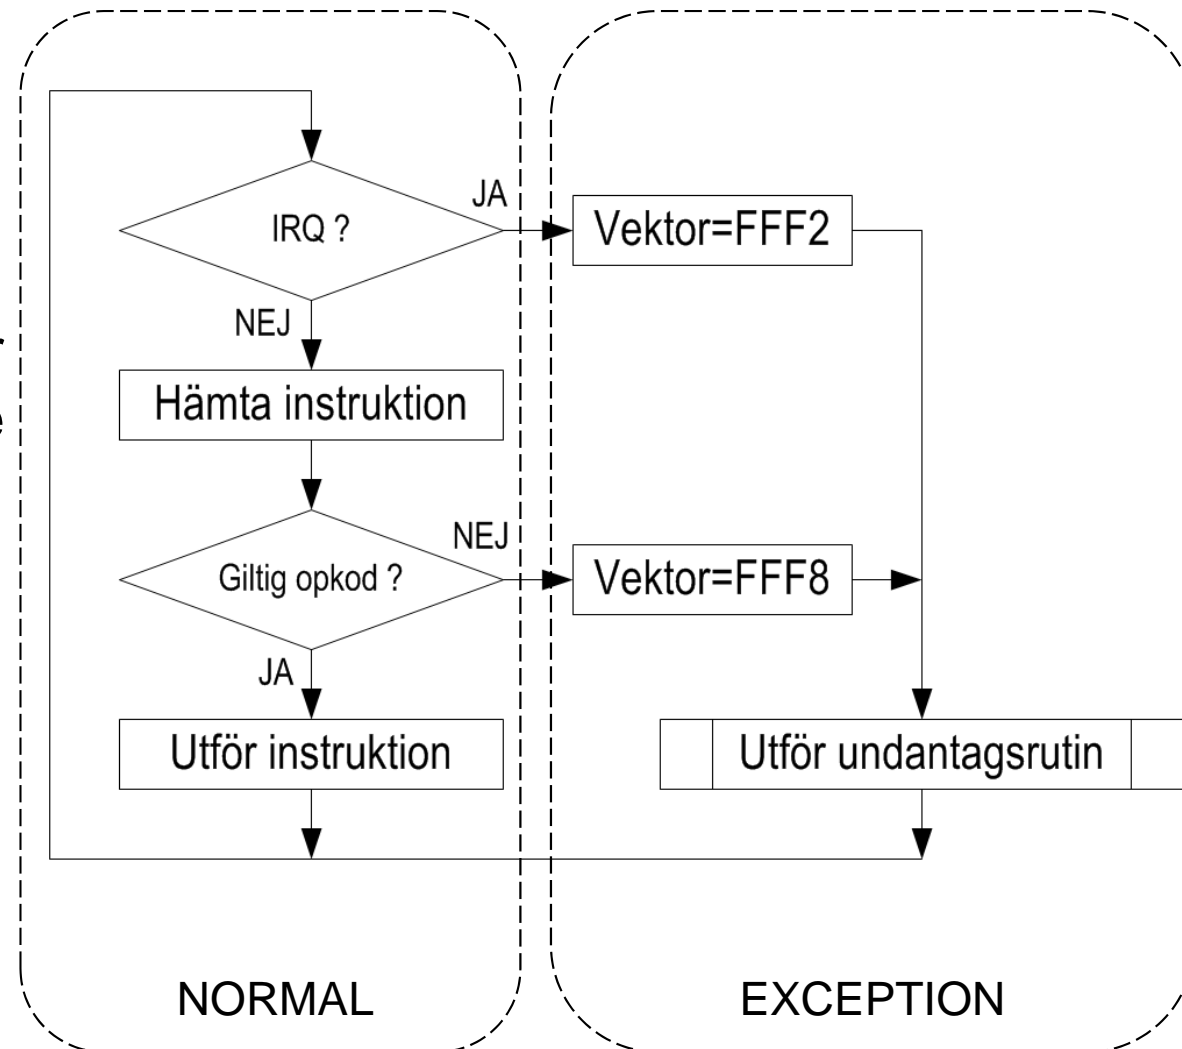 IRQ ?
JA
Vektor=FFF2
NEJ
Hämta instruktion
Giltig opkod ?
NEJ
Vektor=FFF8
JA
Utför instruktion
Utför undantagsrutin
NORMAL
EXCEPTION